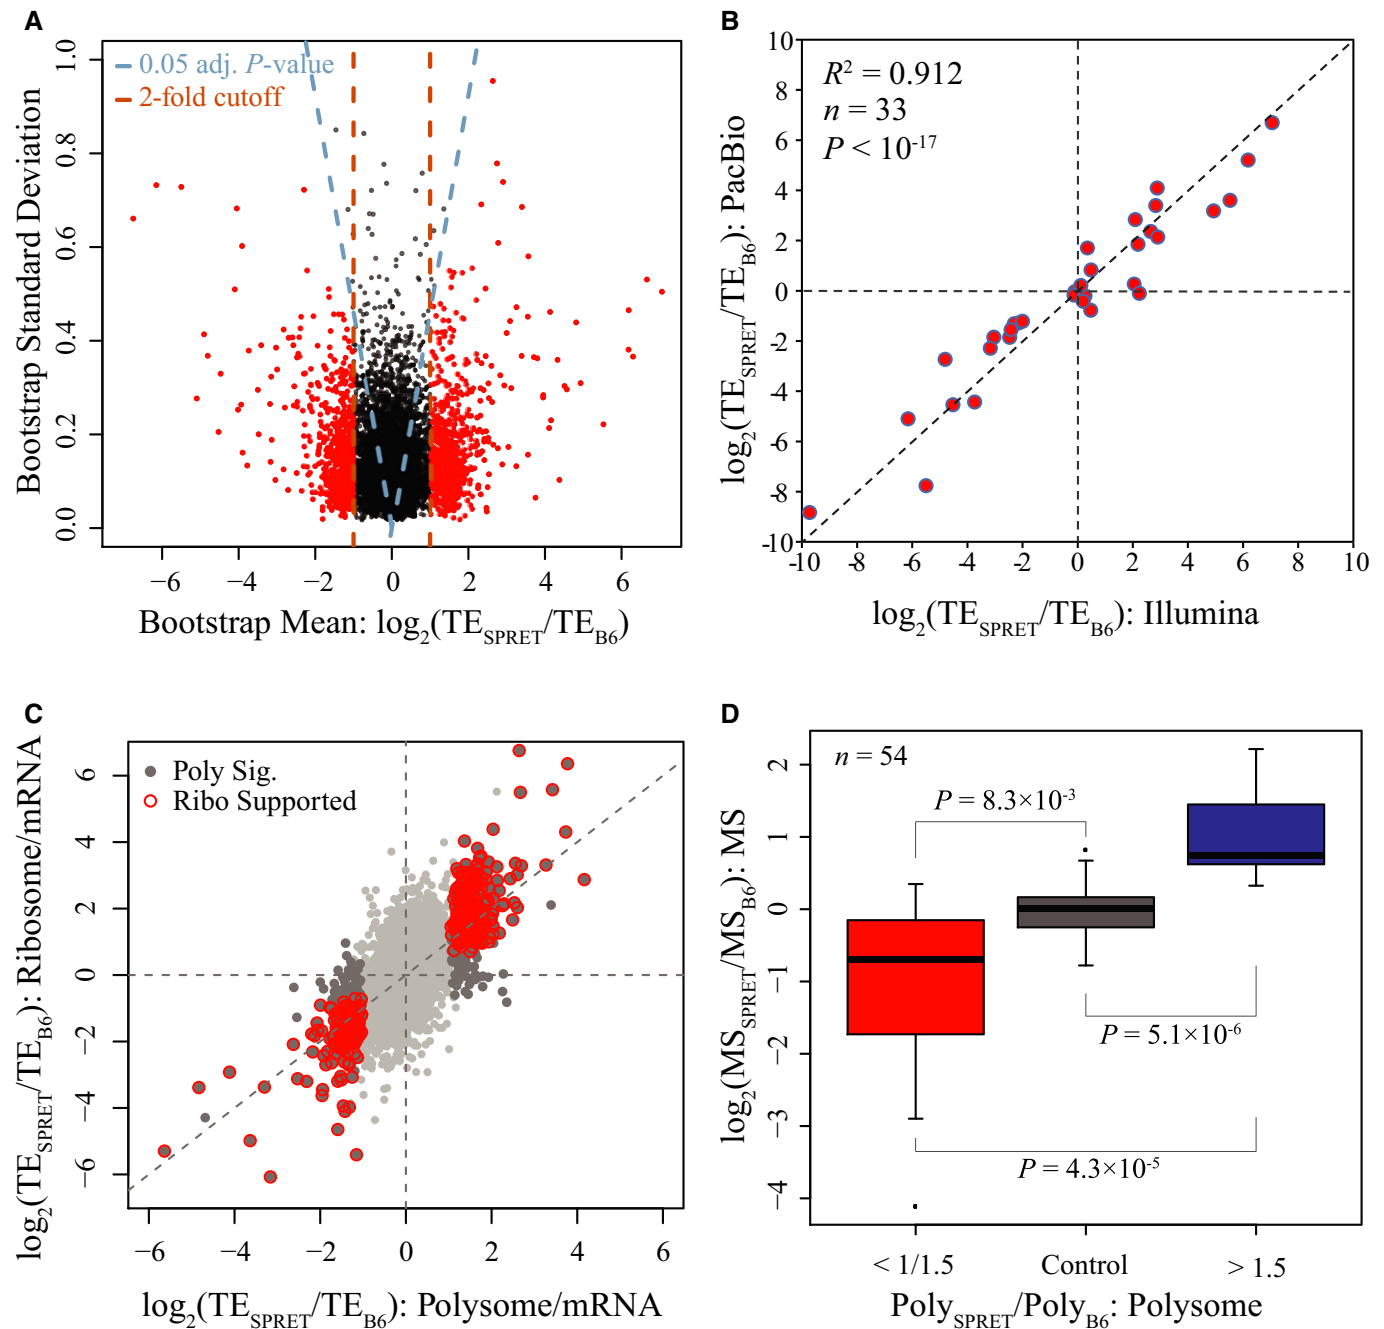 A
0.05 adj. P-value
2-fold cutoff
Bootstrap Standard Deviation
1.0
0.8
0.6
0.4
0.2
0.0
−6 −4 −2 0 2 4 6
Bootstrap Mean: log2(TESPRET/TEB6)
B
R² = 0.912
n = 33
P < 10⁻¹⁷
log2(TESPRET/TEB6): PacBio
10
8
6
4
2
0
-2
-4
-6
-8
-10
-10 -8 -6 -4 -2 0 2 4 6 8 10
log2(TESPRET/TEB6): Illumina
C
Poly Sig.
Ribo Supported
log2(TESPRET/TEB6): Ribosome/mRNA
6
4
2
0
−2
−4
−6
−6 −4 −2 0 2 4 6
log2(TESPRET/TEB6): Polysome/mRNA
D
n = 54
P = 8.3×10⁻³
P = 5.1×10⁻⁶
P = 4.3×10⁻⁵
log2(MSSPRET/MSB6): MS
2
1
0
−1
−2
−3
−4
< 1/1.5 Control > 1.5
PolySPRET/PolyB6: Polysome